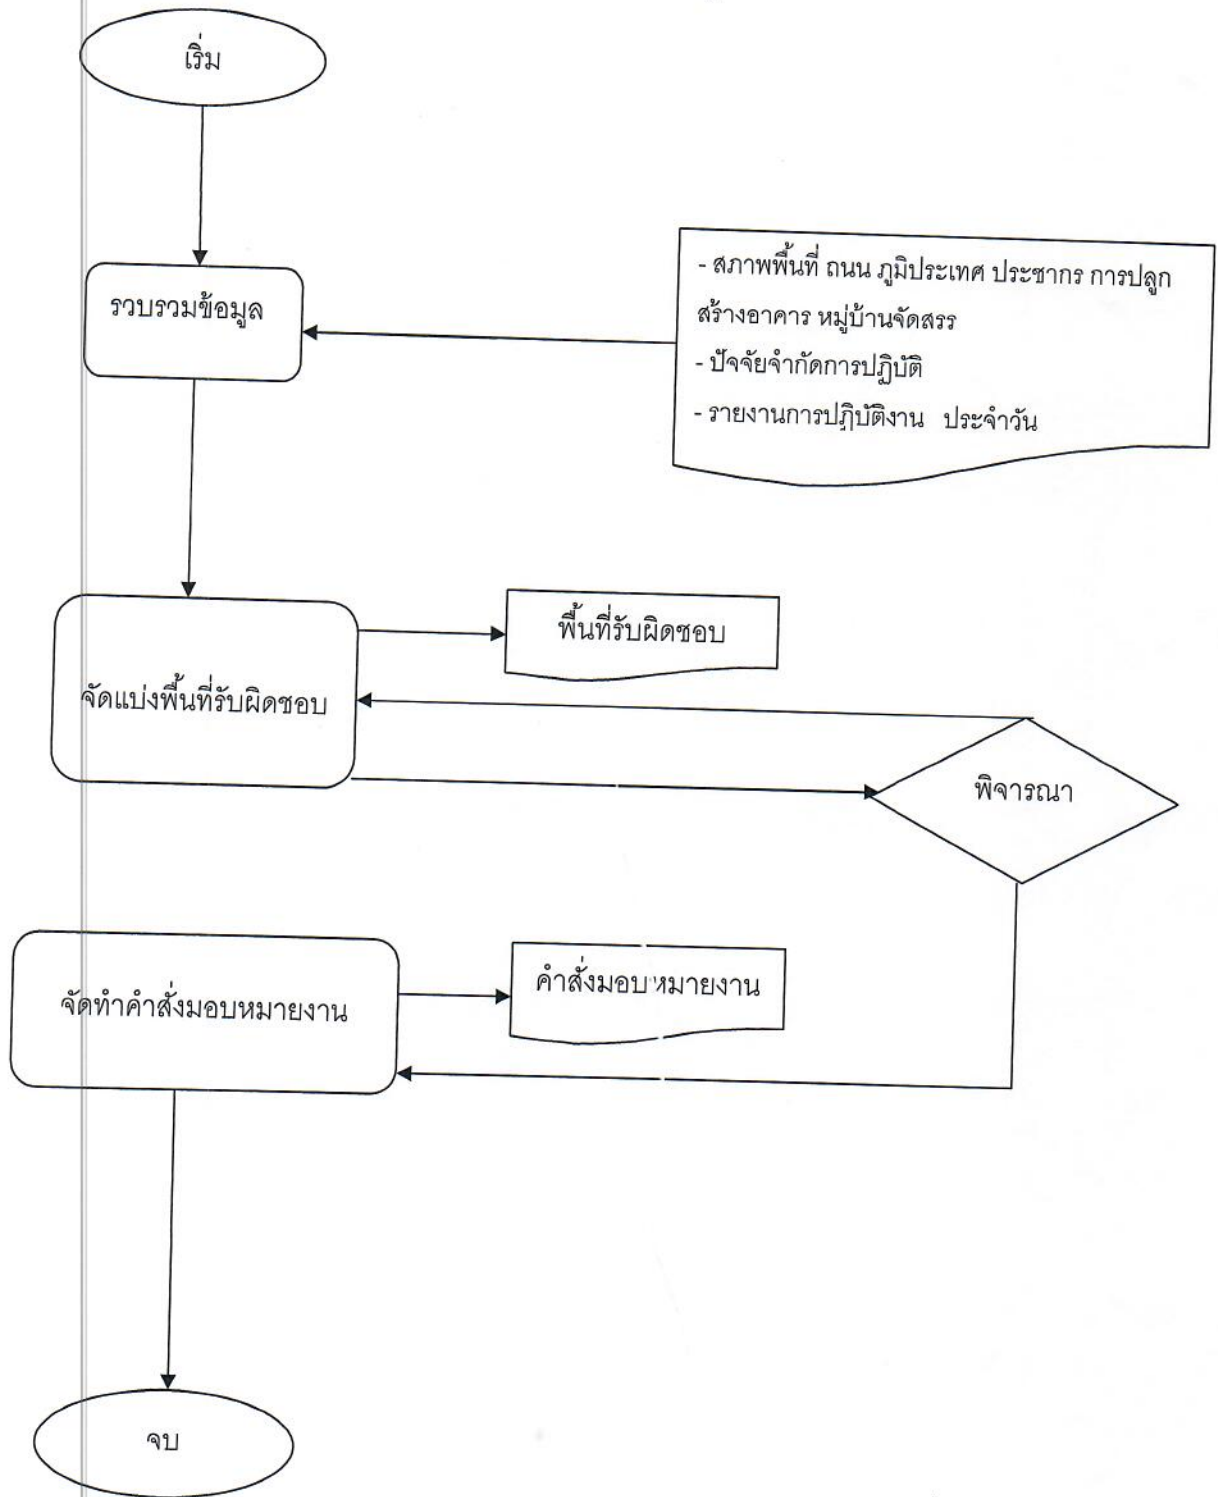 เริ่ม
- สภาพพื้นที่ ถนน ภูมิประเทศ ประชากร การปลูก
สร้างอาคาร หมู่บ้านจัดสรร
- ปัจจัยจำกัดการปฏิบัติ
- รายงานการปฏิบัติงาน ประจำวัน
รวบรวมข้อมูล
พื้นที่รับผิดชอบ
จัดแบ่งพื้นที่รับผิดชอบ
พิจารณา
คำสั่งมอบหมายงาน
จัดทำคำสั่งมอบหมายงาน
จบ